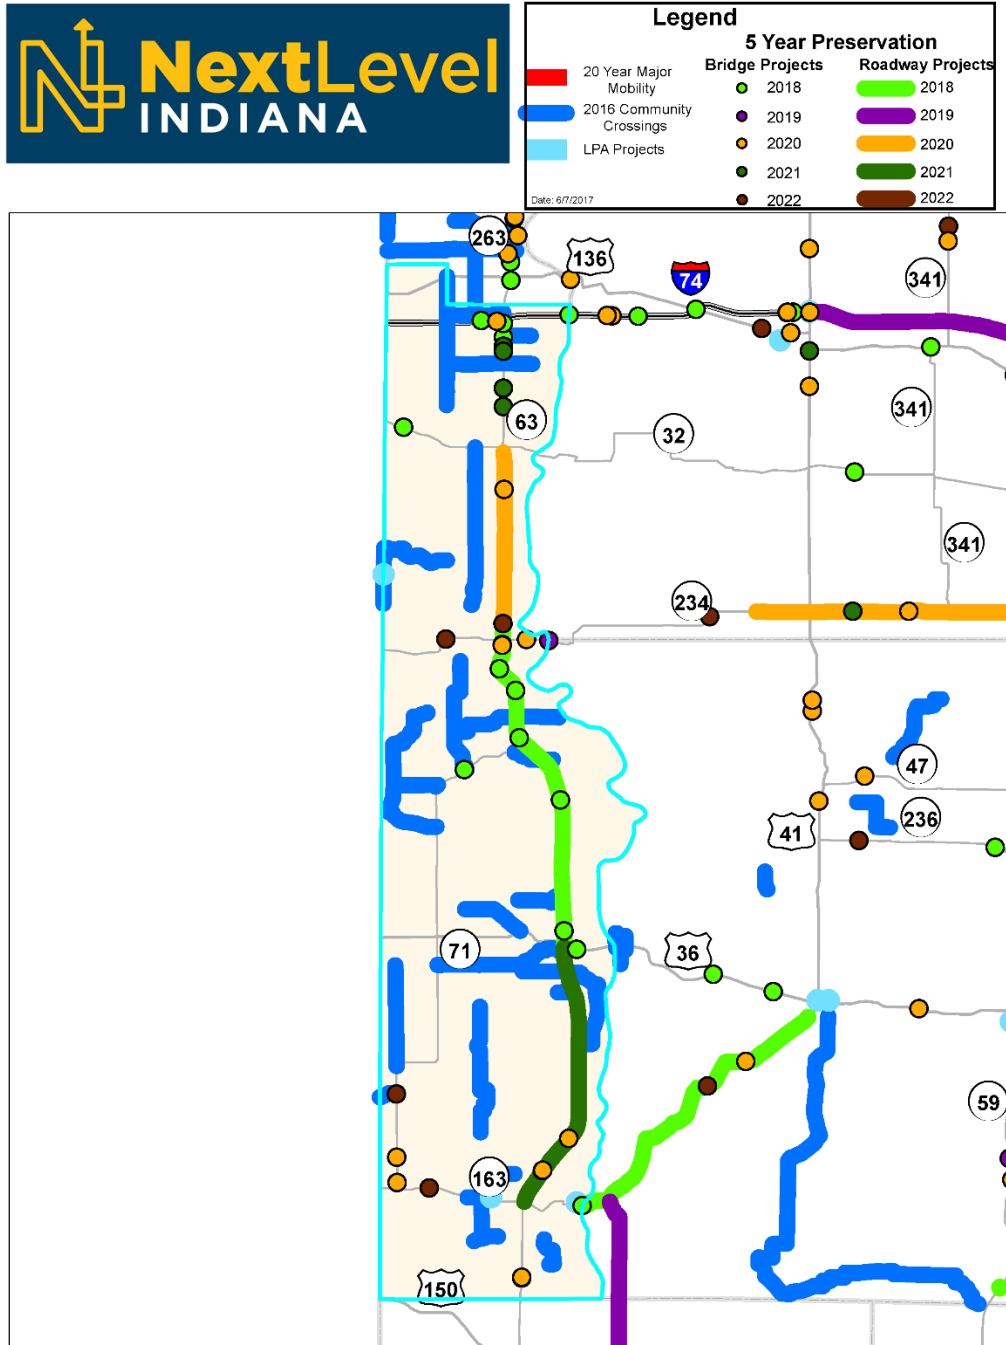 NextLevel
INDIANA
Legend
5 Year Preservation
Bridge Projects
Roadway Projects
20 Year Major
Mobility
2016 Community
Crossings
LPA Projects
2018
2019
2020
2021
2022
2018
2019
2020
2021
2022
Date: 6/7/2017
263
136
74
341
63
32
341
341
234
47
236
41
71
36
59
163
150